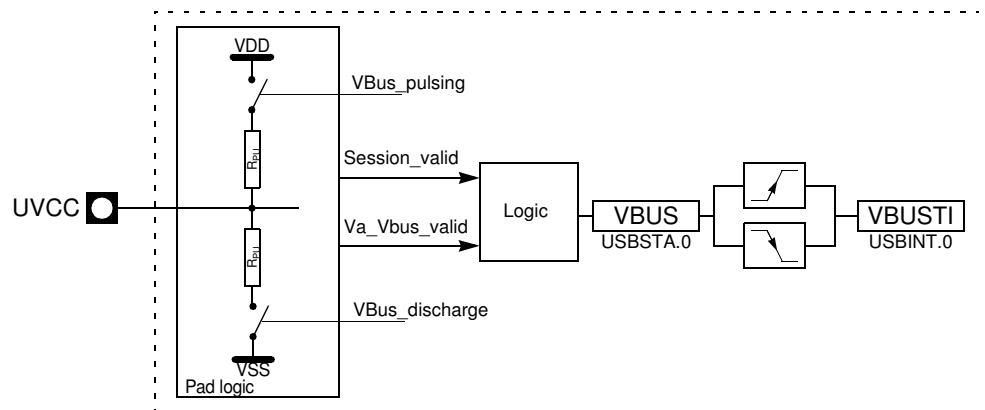 VDD
VBus_pulsing
RPU
Session_valid
UVCC
Logic
VBUS
VBUSTI
Va_Vbus_valid
USBSTA.0
USBINT.0
RPU
VBus_discharge
VSS
Pad logic